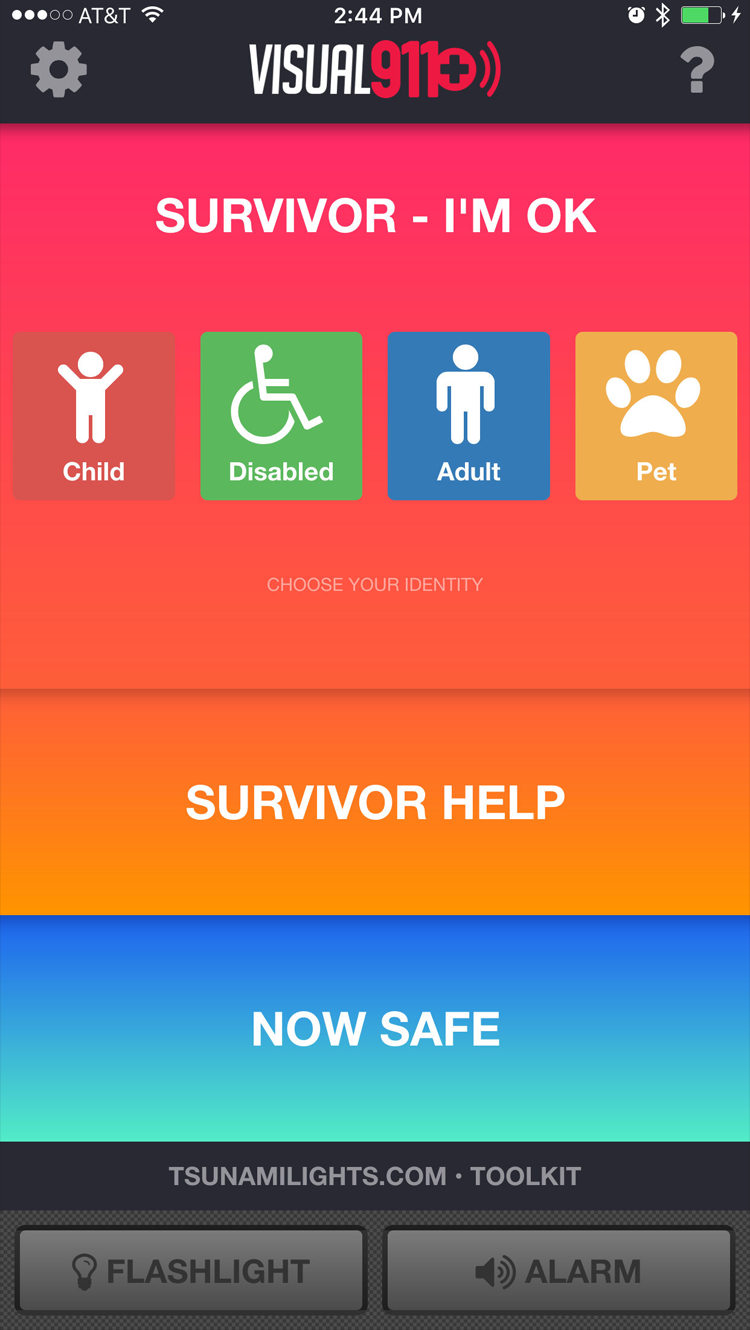 AT&T 2:44 PM
VISUAL911+
SURVIVOR - I'M OK
Child Disabled Adult Pet
CHOOSE YOUR IDENTITY
SURVIVOR HELP
NOW SAFE
TSUNAMILIGHTS.COM • TOOLKIT
FLASHLIGHT ALARM